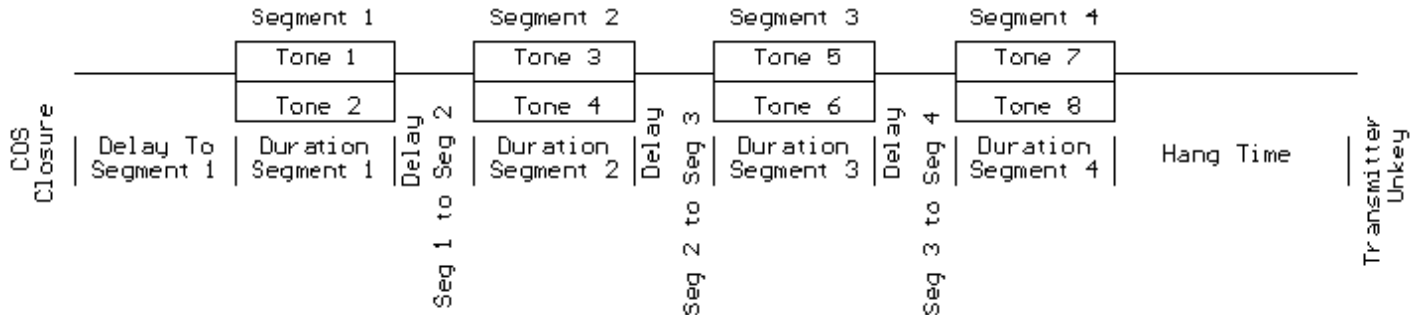 Segment 1
Segment 2
Segment 3
Segment 4
Tone 1
Tone 3
Tone 5
Tone 7
Tone 2
Tone 4
Tone 6
Tone 8
COS
Closure
Delay To
Segment 1
Duration
Segment 1
Delay
Seg 1 to Seg 2
Duration
Segment 2
Delay
Seg 2 to Seg 3
Duration
Segment 3
Delay
Seg 3 to Seg 4
Duration
Segment 4
Hang Time
Transmitter
Unkey